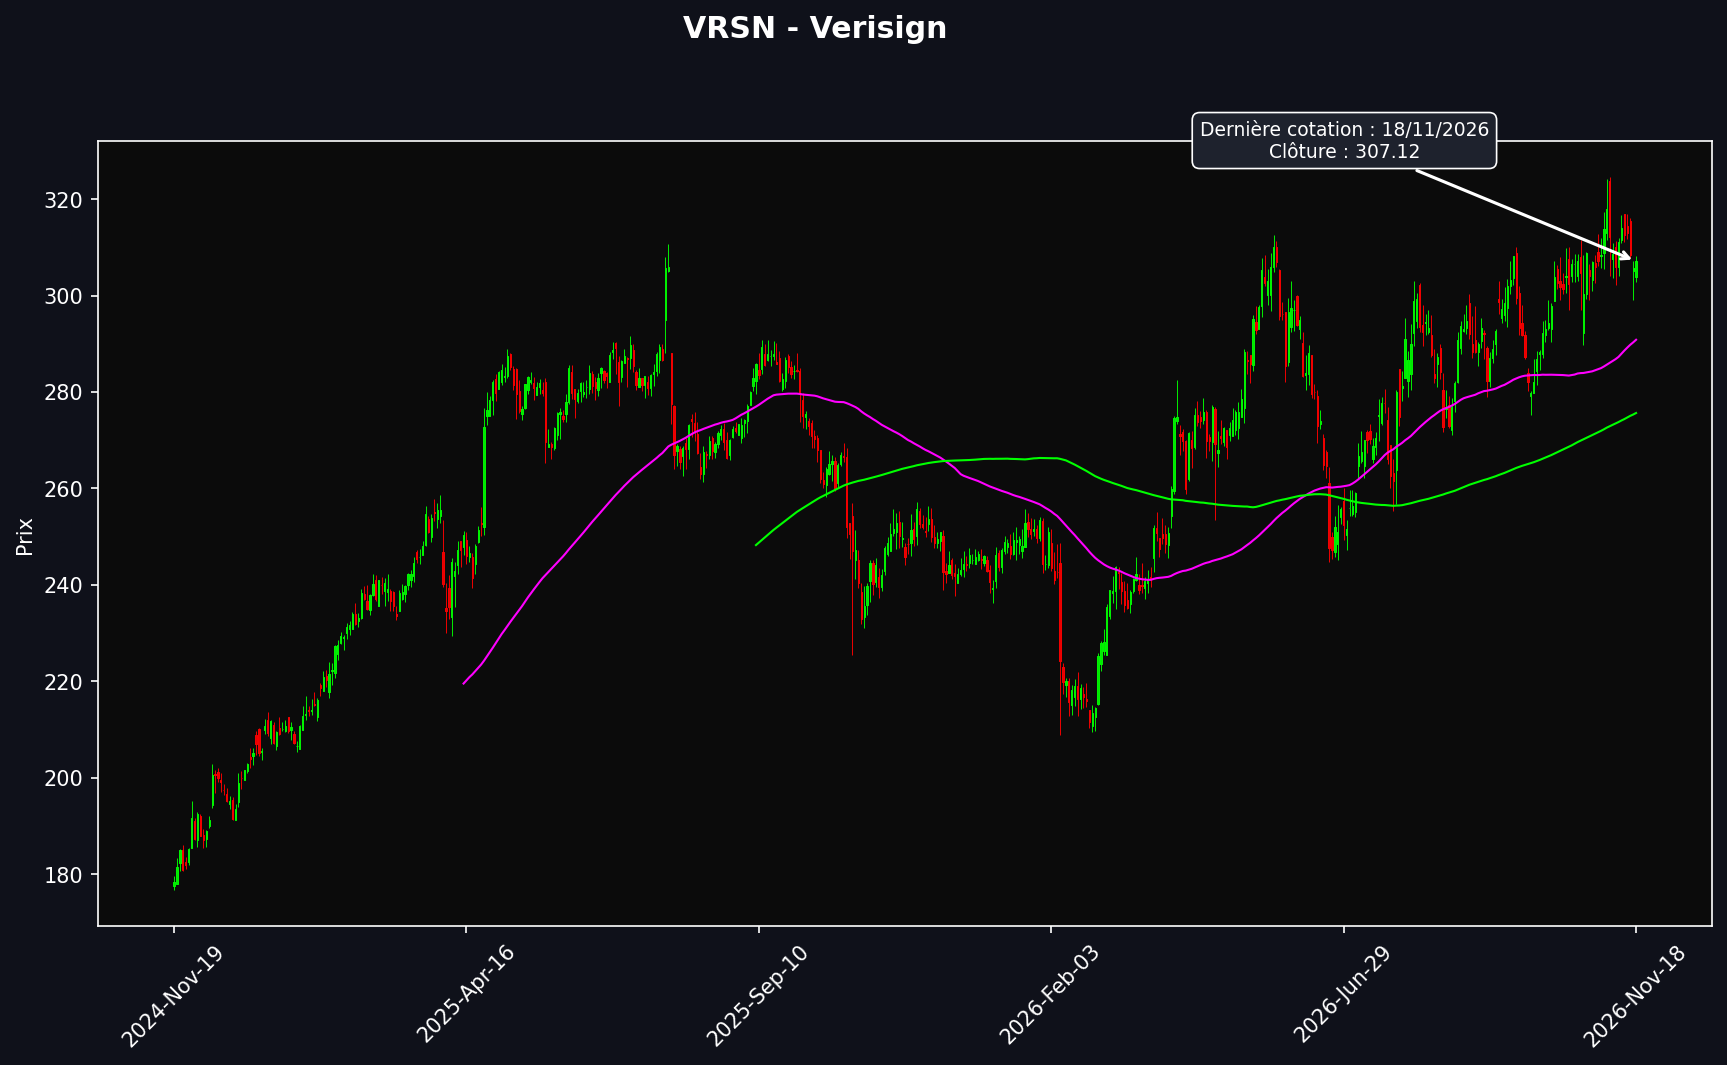 VRSN - Verisign
Dernière cotation : 18/11/2026
Clôture : 307.12
Prix
320
300
280
260
240
220
200
180
2024-Nov-19
2025-Apr-16
2025-Sep-10
2026-Feb-03
2026-Jun-29
2026-Nov-18